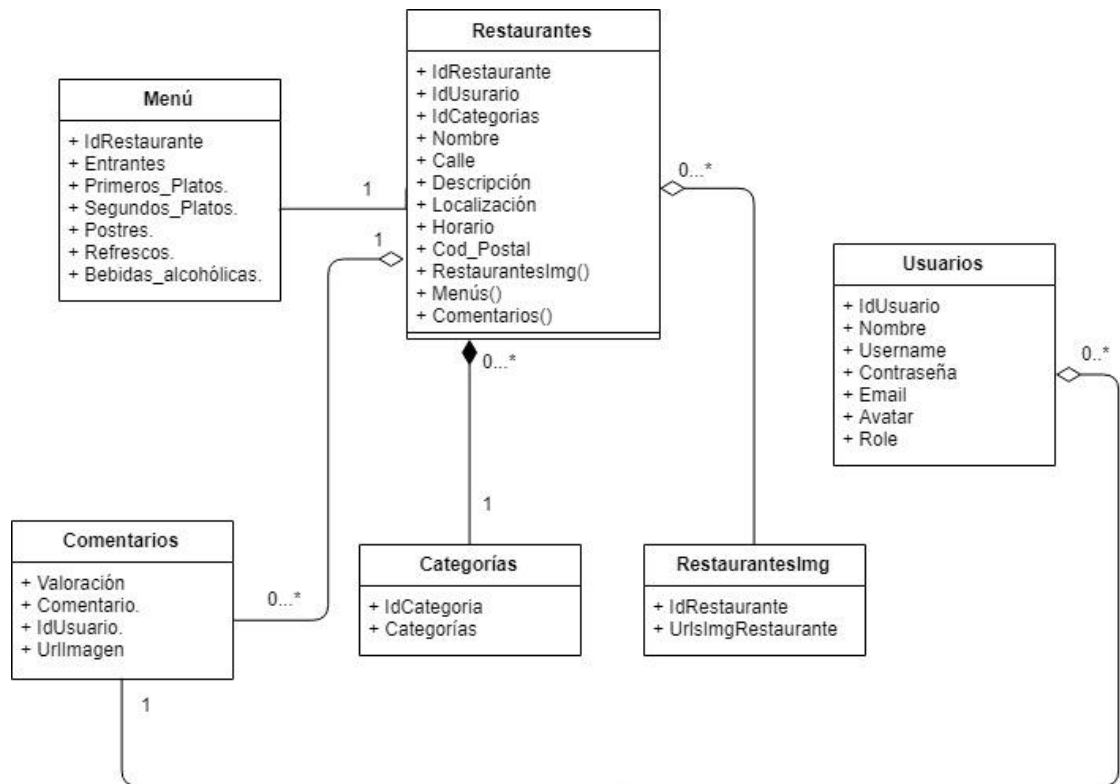 Restaurantes
+ IdRestaurante
+ IdUsurario
+ IdCategorias
+ Nombre
+ Calle
+ Descripción
+ Localización
+ Horario
+ Cod_Postal
+ RestaurantesImg()
+ Menús()
+ Comentarios()
Menú
+ IdRestaurante
+ Entrantes
+ Primeros_Platos.
+ Segundos_Platos.
+ Postres.
+ Refrescos.
+ Bebidas_alcohólicas.
1
1
0...*
0...*
Usuarios
+ IdUsuario
+ Nombre
+ Username
+ Contraseña
+ Email
+ Avatar
+ Role
0..*
1
Comentarios
+ Valoración
+ Comentario.
+ IdUsuario.
+ UrlImagen
0...*
1
Categorías
+ IdCategoria
+ Categorías
RestaurantesImg
+ IdRestaurante
+ UrlsImgRestaurante